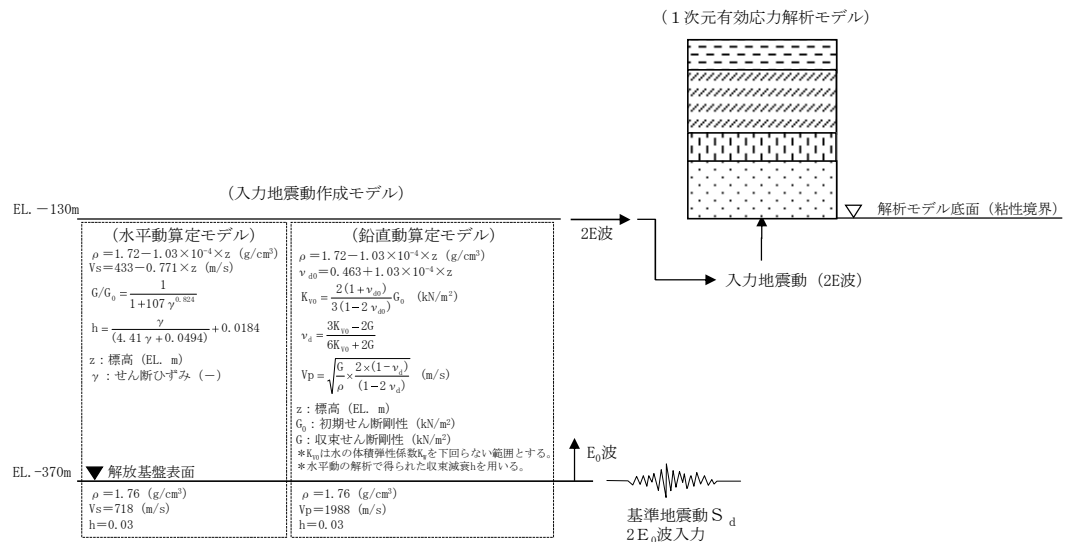 （１次元有効応力解析モデル）
（入力地震動作成モデル）
EL.－130m
解析モデル底面（粘性境界）
2E波
入力地震動（2E波）
（水平動算定モデル）
ρ＝1.72－1.03×10⁻⁴×z（g/cm³）
Vs＝433－0.771×z（m/s）
G/G₀＝1/(1+107γ^0.824)
h＝γ/(4.41γ+0.0494)+0.0184
z：標高（EL. m）
γ：せん断ひずみ（－）
（鉛直動算定モデル）
ρ＝1.72－1.03×10⁻⁴×z（g/cm³）
ν_d0＝0.463＋1.03×10⁻⁴×z
K_V0＝2(1+ν_d0)/3(1-2ν_d0) G₀（kN/m²）
ν_d＝(3K_V0－2G)/(6K_V0＋2G)
Vp＝√(G/ρ×2×(1-ν_d)/(1-2ν_d))（m/s）
z：標高（EL. m）
G₀：初期せん断剛性（kN/m²）
G：収束せん断剛性（kN/m²）
＊K_V0は水の体積弾性係数K_wを下回らない範囲とする。
＊水平動の解析で得られた収束減衰hを用いる。
E₀波
EL.-370m
解放基盤表面
ρ＝1.76（g/cm³）
Vs＝718（m/s）
h＝0.03
ρ＝1.76（g/cm³）
Vp＝1988（m/s）
h＝0.03
基準地震動Ｓ_d
2Ｅ₀波入力